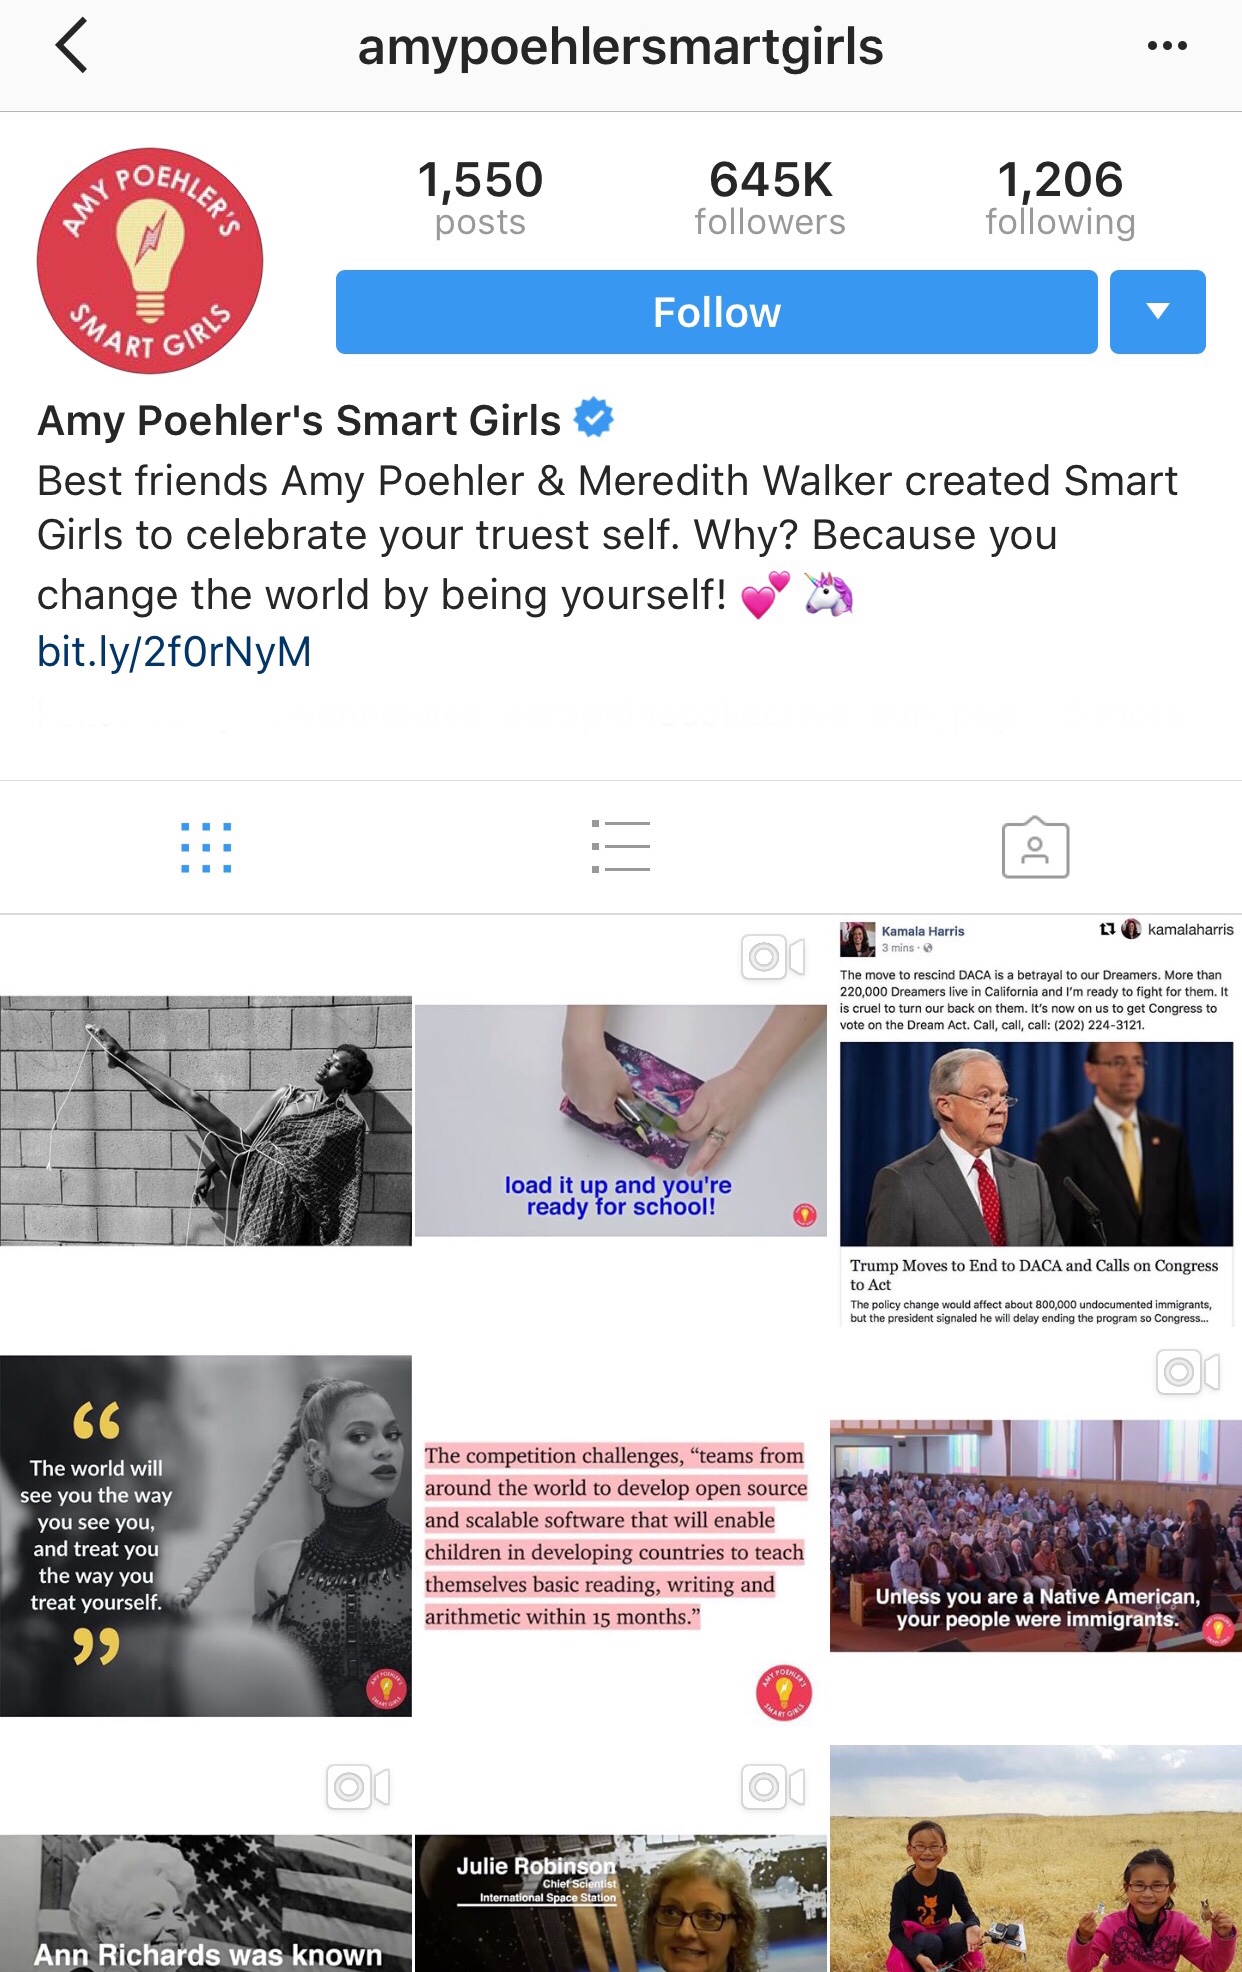 amypoehlersmartgirls
AMY POEHLER'S
SMART GIRLS
1,550
posts
645K
followers
1,206
following
Follow
Amy Poehler's Smart Girls
Best friends Amy Poehler & Meredith Walker created Smart
Girls to celebrate your truest self. Why? Because you
change the world by being yourself! 💕🦄
bit.ly/2f0rNyM
load it up and you're
ready for school!
Kamala Harris
3 mins ·
kamalaharris
The move to rescind DACA is a betrayal to our Dreamers. More than
220,000 Dreamers live in California and I'm ready to fight for them. It
is cruel to turn our back on them. It's now on us to get Congress to
vote on the Dream Act. Call, call, call: (202) 224-3121.
Trump Moves to End to DACA and Calls on Congress
to Act
The policy change would affect about 800,000 undocumented immigrants,
but the president signaled he will delay ending the program so Congress...
“
The world will
see you the way
you see you,
and treat you
the way you
treat yourself.
”
AMY POEHLER'S
SMART GIRLS
The competition challenges, “teams from
around the world to develop open source
and scalable software that will enable
children in developing countries to teach
themselves basic reading, writing and
arithmetic within 15 months.”
AMY POEHLER'S
SMART GIRLS
Unless you are a Native American,
your people were immigrants.
Ann Richards was known
Julie Robinson
Chief Scientist
International Space Station